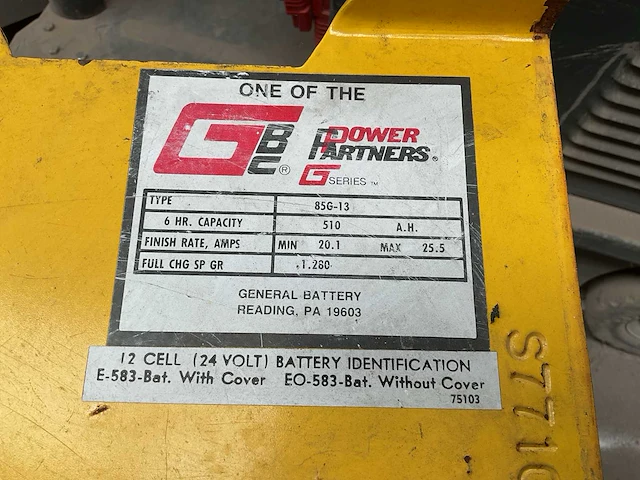 ONE OF THE
GBC® POWER PARTNERS®
G SERIES ™
TYPE 85G-13
6 HR. CAPACITY 510 A.H.
FINISH RATE, AMPS MIN 20.1 MAX 25.5
FULL CHG SP GR 1.280
GENERAL BATTERY
READING, PA 19603
12 CELL (24 VOLT) BATTERY IDENTIFICATION
E-583-Bat. With Cover EO-583-Bat. Without Cover
75103